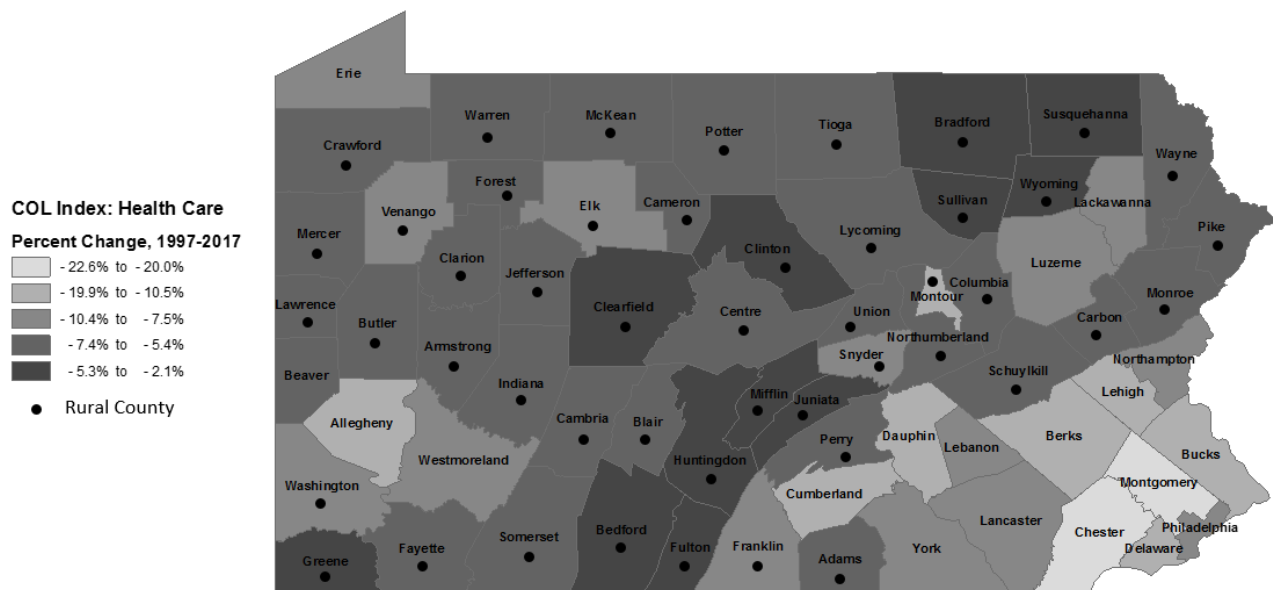 COL Index: Health Care
Percent Change, 1997-2017
- 22.6% to - 20.0%
- 19.9% to - 10.5%
- 10.4% to - 7.5%
- 7.4% to - 5.4%
- 5.3% to - 2.1%
Rural County
Erie
Warren
McKean
Potter
Tioga
Bradford
Susquehanna
Crawford
Wayne
Forest
Wyoming
Venango
Elk
Cameron
Sullivan
Lackawanna
Mercer
Lycoming
Pike
Clinton
Clarion
Luzerne
Jefferson
Columbia
Montour
Monroe
Lawrence
Clearfield
Centre
Union
Butler
Carbon
Northumberland
Armstrong
Snyder
Northampton
Beaver
Indiana
Schuylkill
Mifflin
Lehigh
Juniata
Cambria
Blair
Allegheny
Dauphin
Perry
Berks
Lebanon
Bucks
Westmoreland
Huntingdon
Montgomery
Washington
Cumberland
Lancaster
Philadelphia
Bedford
Chester
Somerset
Fayette
Fulton
Franklin
York
Delaware
Greene
Adams